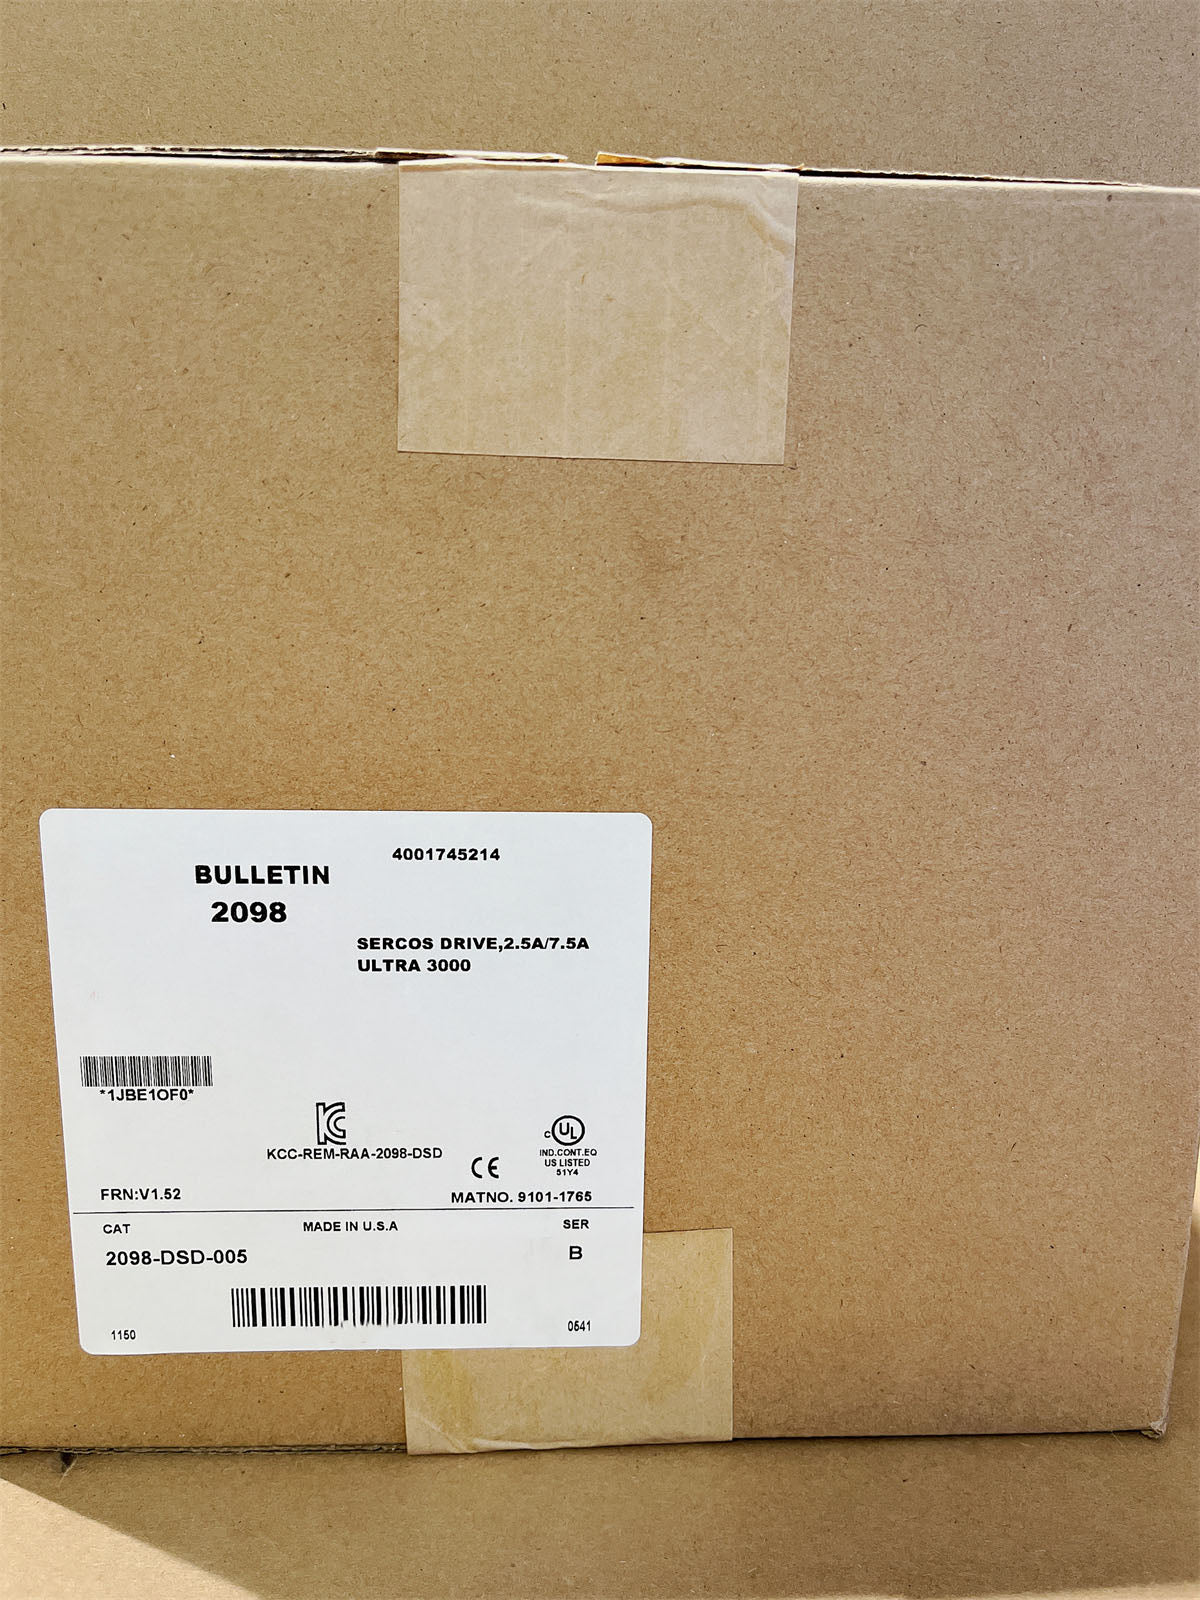 4001745214
BULLETIN
2098
SERCOS DRIVE,2.5A/7.5A
ULTRA 3000
*1JBE1OF0*
KCC-REM-RAA-2098-DSD
C UL
IND.CONT.EQ
US LISTED
51Y4
CE
FRN:V1.52
MATNO. 9101-1765
CAT
MADE IN U.S.A
SER
2098-DSD-005
B
1150
0541